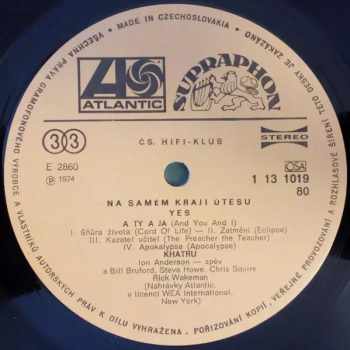 MADE IN CZECHOSLOVAKIA
VŠECHNA PRÁVA GRAMOFONOVÉHO VÝROBCE A VLASTNÍKŮ AUTORSKÝCH PRÁV K DÍLU VYHRAŽENA. POŘIZOVÁNÍ KOPIÍ, VEŘEJNÉ PROVOZOVÁNÍ A ROZHLASOVÉ ŠÍŘENÍ TÉTO DESKY JE ZAKÁZÁNO
ATLANTIC
SUPRAPHON
33
ČS. HIFI-KLUB
STEREO
E 2860
Ⓟ 1974
OSA
1 13 1019
80
NA SAMÉM KRAJI ÚTESU
YES
A TY A JÁ (And You And I)
I. Šňůra života (Cord Of Life) — II. Zatmění (Eclipse)
III. Kazatel učitel (The Preacher the Teacher)
IV. Apokalypsa (Apocalypse)
KHATRU
Ion Anderson — zpěv
a Bill Bruford, Steve Howe, Chris Squire
Rick Wakeman
(Nahrávky Atlantic,
v licenci WEA International,
New York)